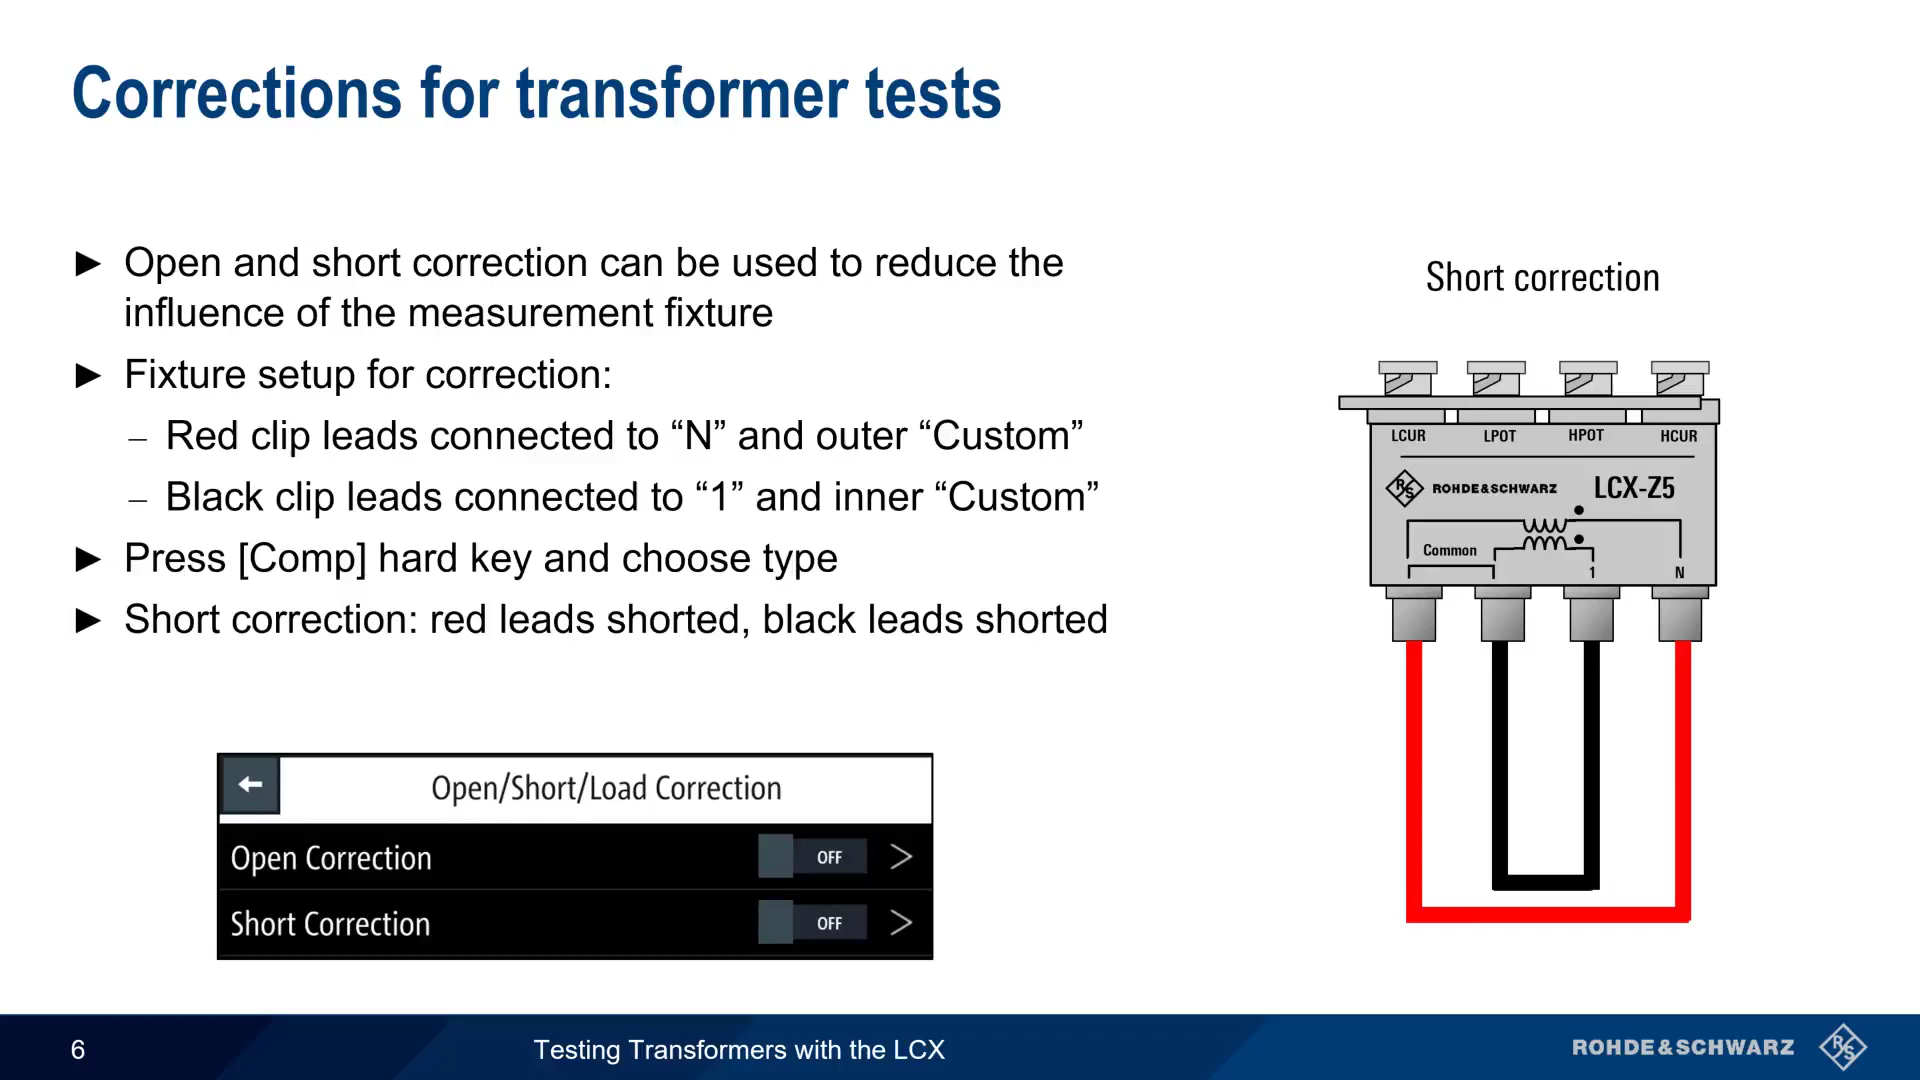 Corrections for transformer tests
► Open and short correction can be used to reduce the
influence of the measurement fixture
► Fixture setup for correction:
– Red clip leads connected to “N” and outer “Custom”
– Black clip leads connected to “1” and inner “Custom”
► Press [Comp] hard key and choose type
► Short correction: red leads shorted, black leads shorted
Open/Short/Load Correction
Open Correction OFF >
Short Correction OFF >
Short correction
LCUR LPOT HPOT HCUR
RS ROHDE&SCHWARZ LCX-Z5
Common 1 N
6 Testing Transformers with the LCX ROHDE&SCHWARZ RS